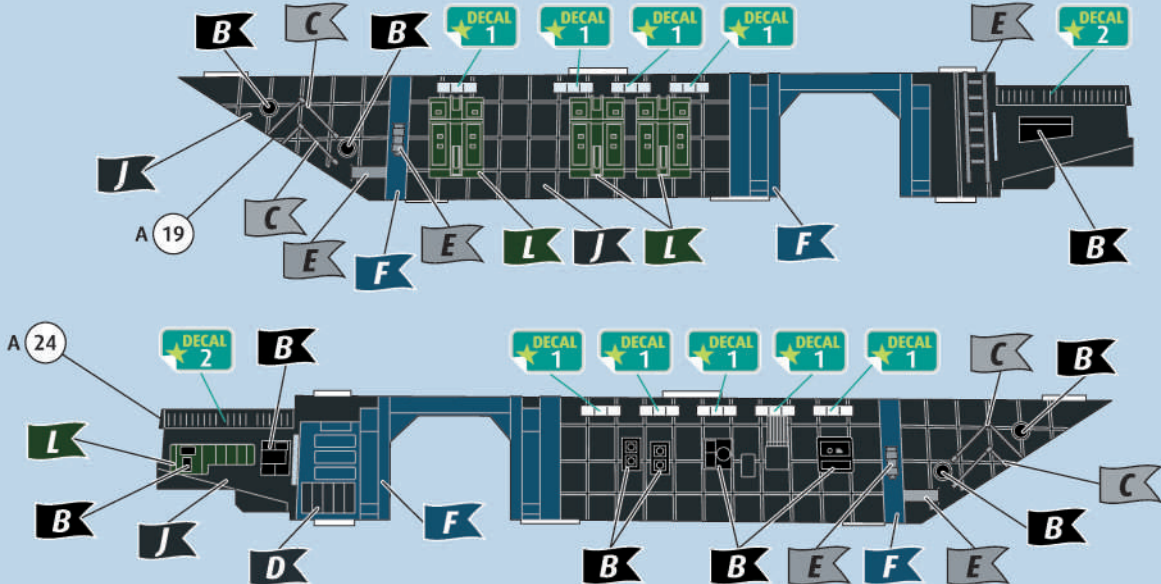 B C B DECAL 1 DECAL 1 DECAL 1 DECAL 1 E DECAL 2
J
A 19 C E F E L J L F B
A 24 DECAL 2 B DECAL 1 DECAL 1 DECAL 1 DECAL 1 DECAL 1 C B
L
B J D F B B E F E B C